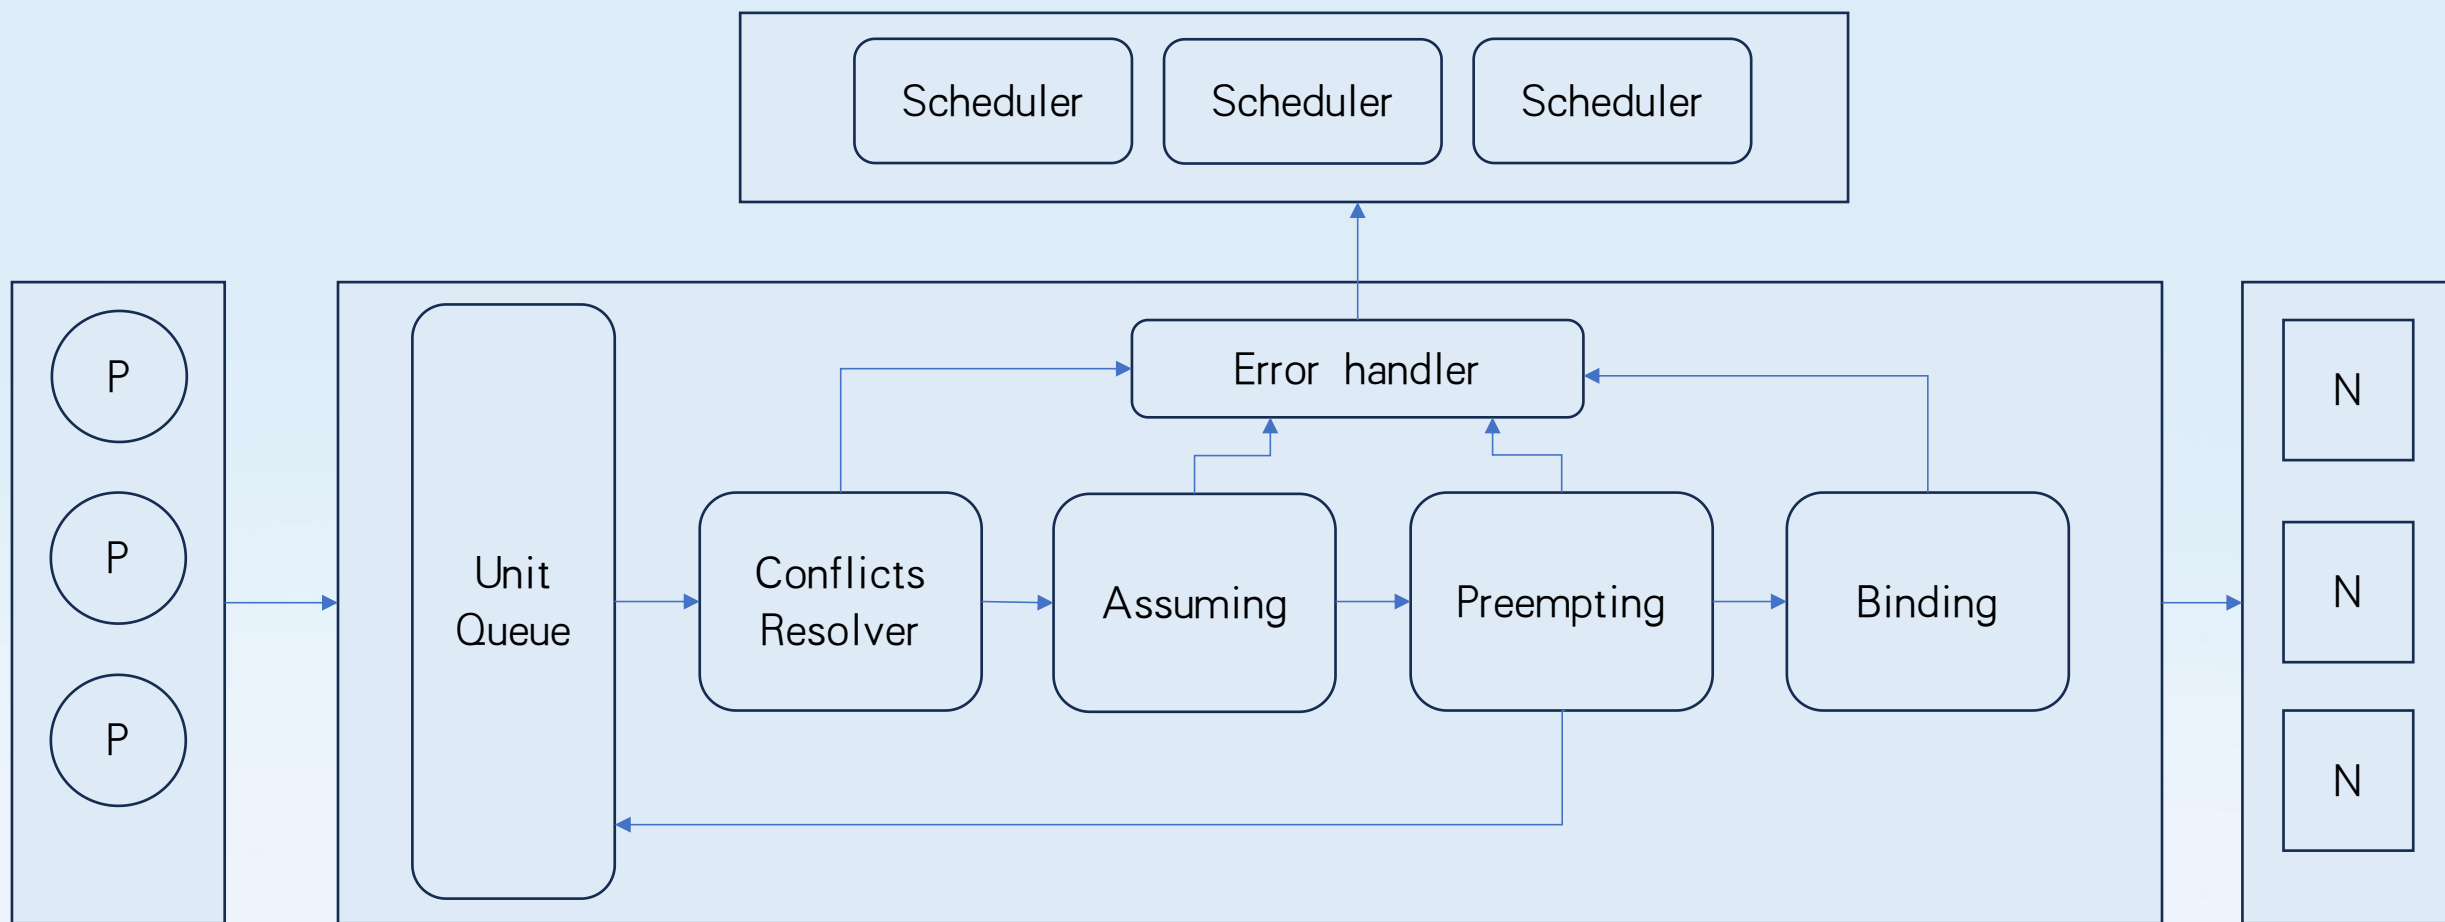 Scheduler
Scheduler
Scheduler
P
P
P
Unit
Queue
Error handler
Conflicts
Resolver
Assuming
Preempting
Binding
N
N
N